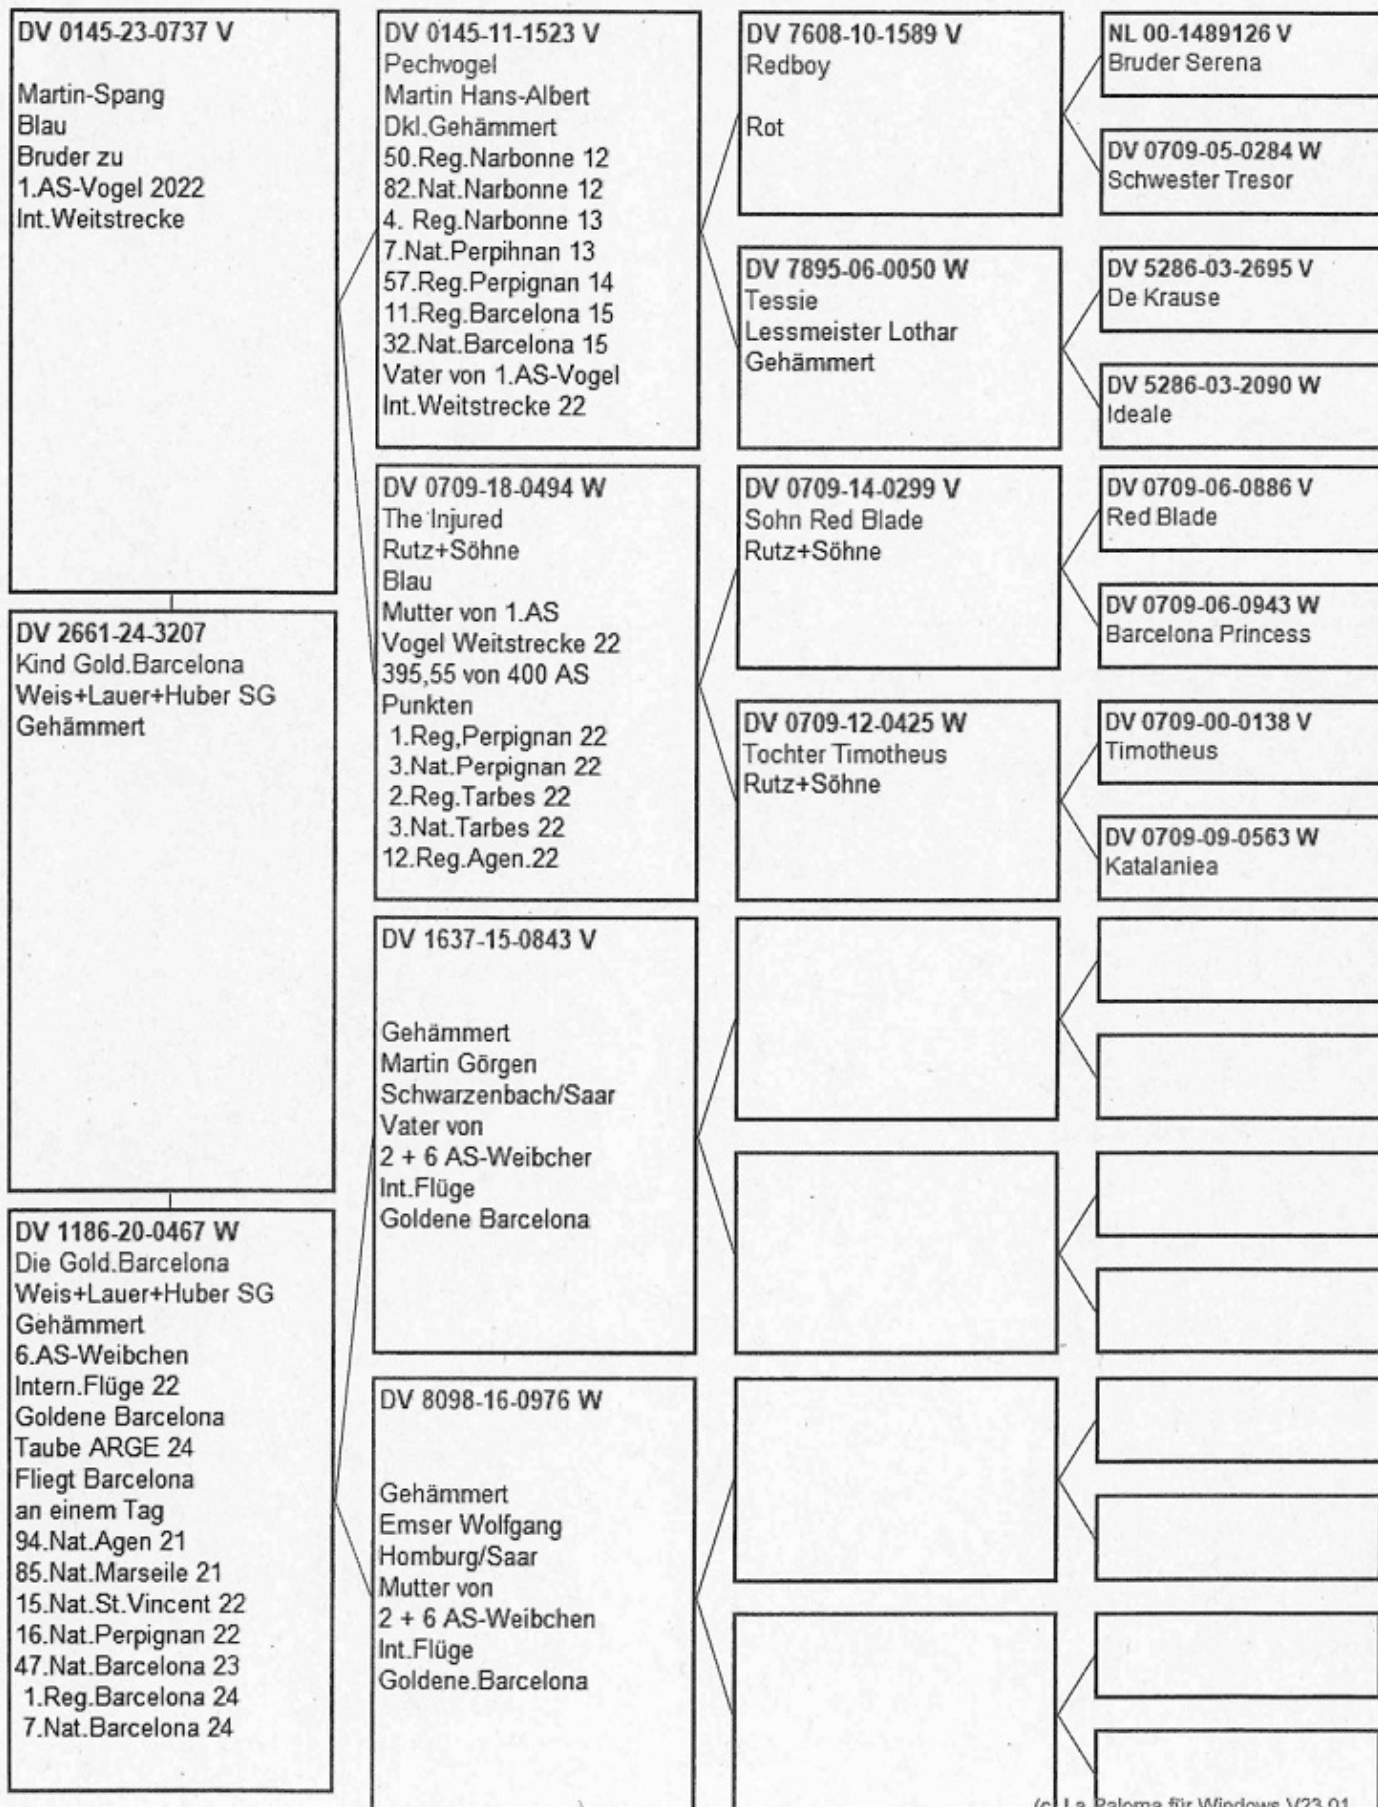 DV 0145-23-0737 V
Martin-Spang
Blau
Bruder zu
1.AS-Vogel 2022
Int.Weitstrecke
DV 2661-24-3207
Kind Gold.Barcelona
Weis+Lauer+Huber SG
Gehämmert
DV 1186-20-0467 W
Die Gold.Barcelona
Weis+Lauer+Huber SG
Gehämmert
6.AS-Weibchen
Intern.Flüge 22
Goldene Barcelona
Taube ARGE 24
Fliegt Barcelona
an einem Tag
94.Nat.Agen 21
85.Nat.Marseile 21
15.Nat.St.Vincent 22
16.Nat.Perpignan 22
47.Nat.Barcelona 23
1.Reg.Barcelona 24
7.Nat.Barcelona 24
DV 0145-11-1523 V
Pechvogel
Martin Hans-Albert
Dkl.Gehämmert
50.Reg.Narbonne 12
82.Nat.Narbonne 12
4. Reg.Narbonne 13
7.Nat.Perpihnan 13
57.Reg.Perpignan 14
11.Reg.Barcelona 15
32.Nat.Barcelona 15
Vater von 1.AS-Vogel
Int.Weitstrecke 22
DV 0709-18-0494 W
The Injured
Rutz+Söhne
Blau
Mutter von 1.AS
Vogel Weitstrecke 22
395,55 von 400 AS
Punkten
1.Reg,Perpignan 22
3.Nat.Perpignan 22
2.Reg.Tarbes 22
3.Nat.Tarbes 22
12.Reg.Agen.22
DV 1637-15-0843 V
Gehämmert
Martin Görgen
Schwarzenbach/Saar
Vater von
2 + 6 AS-Weibcher
Int.Flüge
Goldene Barcelona
DV 8098-16-0976 W
Gehämmert
Emser Wolfgang
Homburg/Saar
Mutter von
2 + 6 AS-Weibchen
Int.Flüge
Goldene.Barcelona
DV 7608-10-1589 V
Redboy
Rot
DV 7895-06-0050 W
Tessie
Lessmeister Lothar
Gehämmert
DV 0709-14-0299 V
Sohn Red Blade
Rutz+Söhne
DV 0709-12-0425 W
Tochter Timotheus
Rutz+Söhne
NL 00-1489126 V
Bruder Serena
DV 0709-05-0284 W
Schwester Tresor
DV 5286-03-2695 V
De Krause
DV 5286-03-2090 W
Ideale
DV 0709-06-0886 V
Red Blade
DV 0709-06-0943 W
Barcelona Princess
DV 0709-00-0138 V
Timotheus
DV 0709-09-0563 W
Katalaniea
(c) La Paloma für Windows V23.01